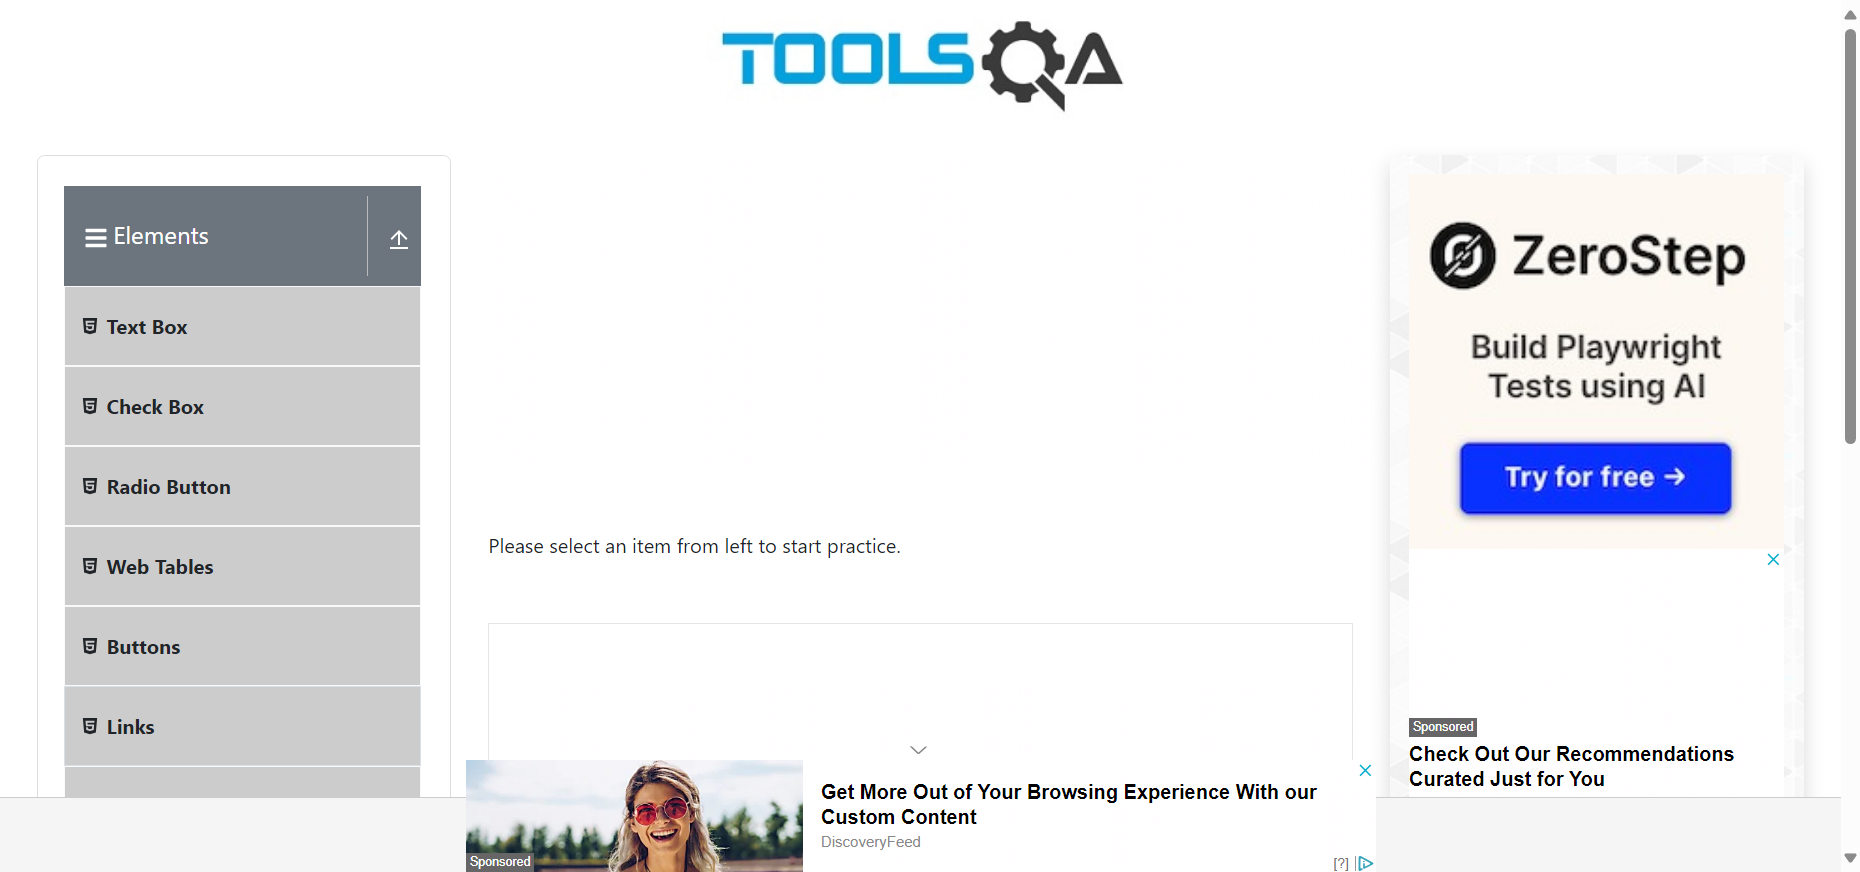 TOOLSQA
Elements
Text Box
Check Box
Radio Button
Web Tables
Buttons
Links
Please select an item from left to start practice.
ZeroStep
Build Playwright
Tests using AI
Try for free →
Sponsored
Check Out Our Recommendations
Curated Just for You
Sponsored
Get More Out of Your Browsing Experience With our
Custom Content
DiscoveryFeed
[?]